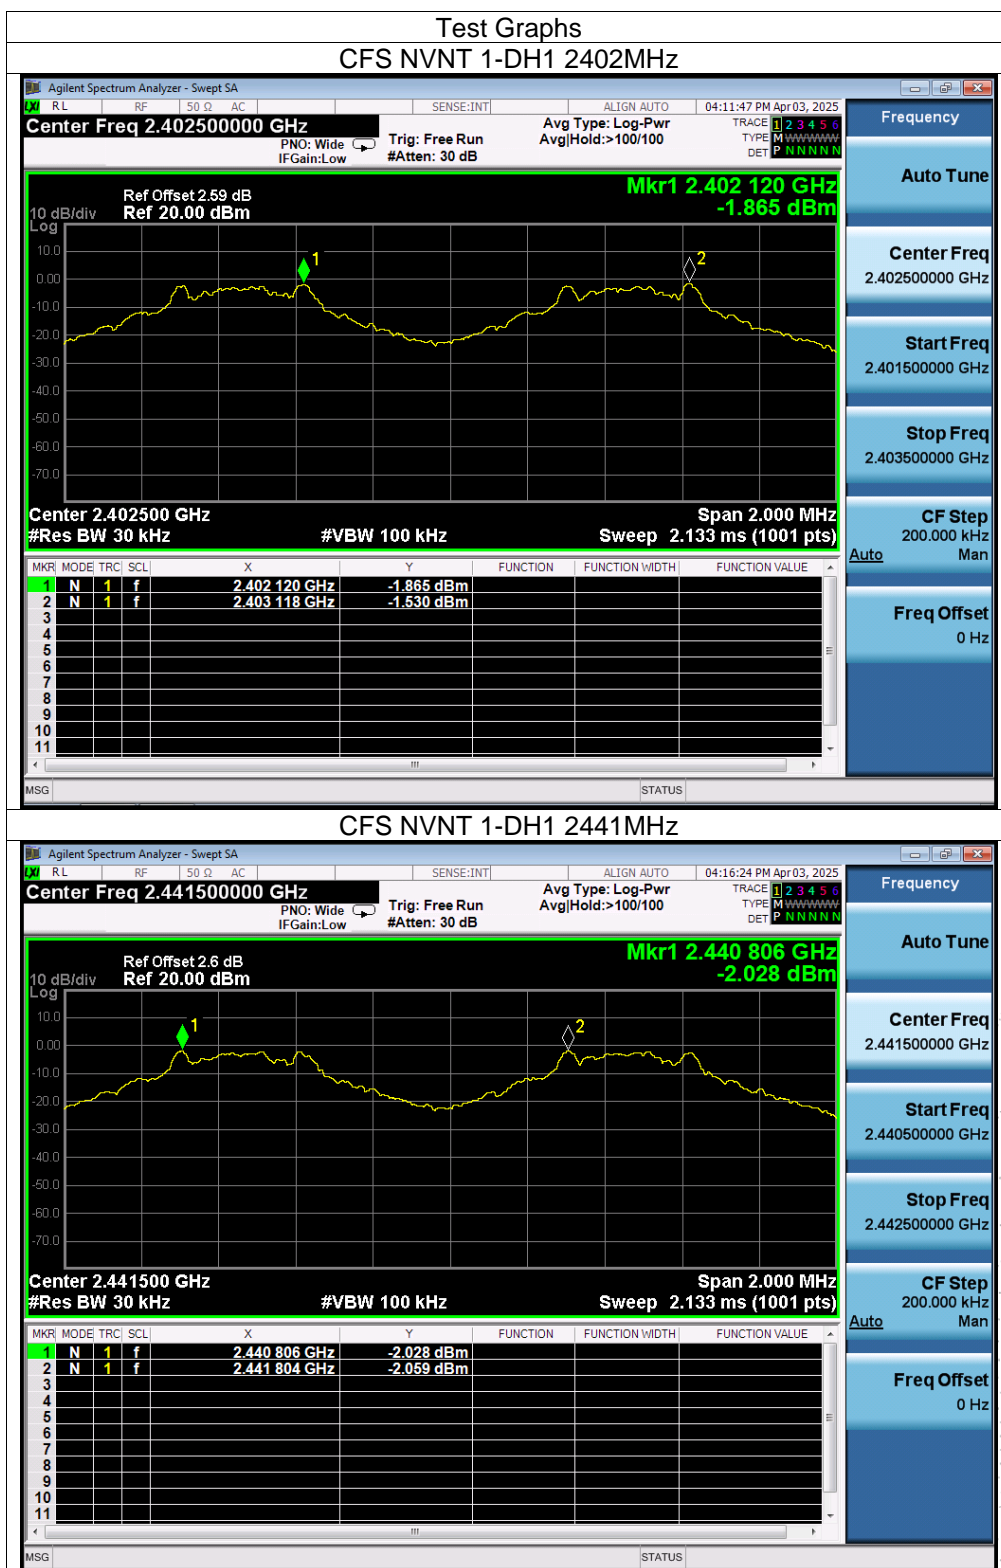 Test Graphs
CFS NVNT 1-DH1 2402MHz
Agilent Spectrum Analyzer - Swept SA
LXI RL RF 50 Ω AC SENSE:INT ALIGN AUTO 04:11:47 PM Apr 03, 2025
Center Freq 2.402500000 GHz
PNO: Wide
IFGain:Low
Trig: Free Run
#Atten: 30 dB
Avg Type: Log-Pwr
Avg|Hold:>100/100
TRACE 1 2 3 4 5 6
TYPE M W W W W W
DET P N N N N N
Frequency
Auto Tune
Center Freq
2.402500000 GHz
Start Freq
2.401500000 GHz
Stop Freq
2.403500000 GHz
CF Step
200.000 kHz
Auto Man
Freq Offset
0 Hz
Mkr1 2.402 120 GHz
-1.865 dBm
Ref Offset 2.59 dB
10 dB/div Ref 20.00 dBm
Log
10.0
0.00
-10.0
-20.0
-30.0
-40.0
-50.0
-60.0
-70.0
1
2
Center 2.402500 GHz Span 2.000 MHz
#Res BW 30 kHz #VBW 100 kHz Sweep 2.133 ms (1001 pts)
MKR MODE TRC SCL X Y FUNCTION FUNCTION WIDTH FUNCTION VALUE
1 N 1 f 2.402 120 GHz -1.865 dBm
2 N 1 f 2.403 118 GHz -1.530 dBm
3
4
5
6
7
8
9
10
11
MSG STATUS
CFS NVNT 1-DH1 2441MHz
Agilent Spectrum Analyzer - Swept SA
LXI RL RF 50 Ω AC SENSE:INT ALIGN AUTO 04:16:24 PM Apr 03, 2025
Center Freq 2.441500000 GHz
PNO: Wide
IFGain:Low
Trig: Free Run
#Atten: 30 dB
Avg Type: Log-Pwr
Avg|Hold:>100/100
TRACE 1 2 3 4 5 6
TYPE M W W W W W
DET P N N N N N
Frequency
Auto Tune
Center Freq
2.441500000 GHz
Start Freq
2.440500000 GHz
Stop Freq
2.442500000 GHz
CF Step
200.000 kHz
Auto Man
Freq Offset
0 Hz
Mkr1 2.440 806 GHz
-2.028 dBm
Ref Offset 2.6 dB
10 dB/div Ref 20.00 dBm
Log
10.0
0.00
-10.0
-20.0
-30.0
-40.0
-50.0
-60.0
-70.0
1
2
Center 2.441500 GHz Span 2.000 MHz
#Res BW 30 kHz #VBW 100 kHz Sweep 2.133 ms (1001 pts)
MKR MODE TRC SCL X Y FUNCTION FUNCTION WIDTH FUNCTION VALUE
1 N 1 f 2.440 806 GHz -2.028 dBm
2 N 1 f 2.441 804 GHz -2.059 dBm
3
4
5
6
7
8
9
10
11
MSG STATUS